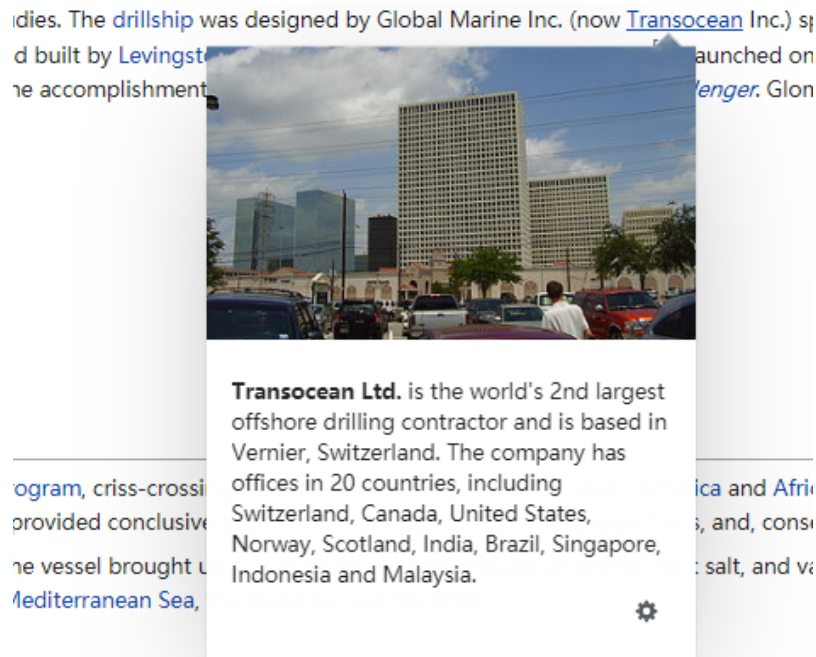 dies. The drillship was designed by Global Marine Inc. (now Transocean Inc.) sp
d built by Levingst
aunched on
ne accomplishment
lenger. Glom
Transocean Ltd. is the world's 2nd largest
offshore drilling contractor and is based in
Vernier, Switzerland. The company has
offices in 20 countries, including
Switzerland, Canada, United States,
Norway, Scotland, India, Brazil, Singapore,
Indonesia and Malaysia.
ogram, criss-crossi
ica and Afri
provided conclusive
s, and, conse
he vessel brought u
salt, and va
Mediterranean Sea,